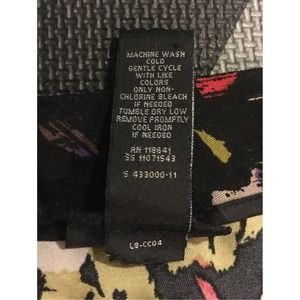 MACHINE WASH
COLD
GENTLE CYCLE
WITH LIKE
COLORS
ONLY NON-
CHLORINE BLEACH
IF NEEDED
TUMBLE DRY LOW
REMOVE PROMPTLY
COOL IRON
IF NEEDED
RN 118641
SS 11071543
S 433000-11
LB-CC04